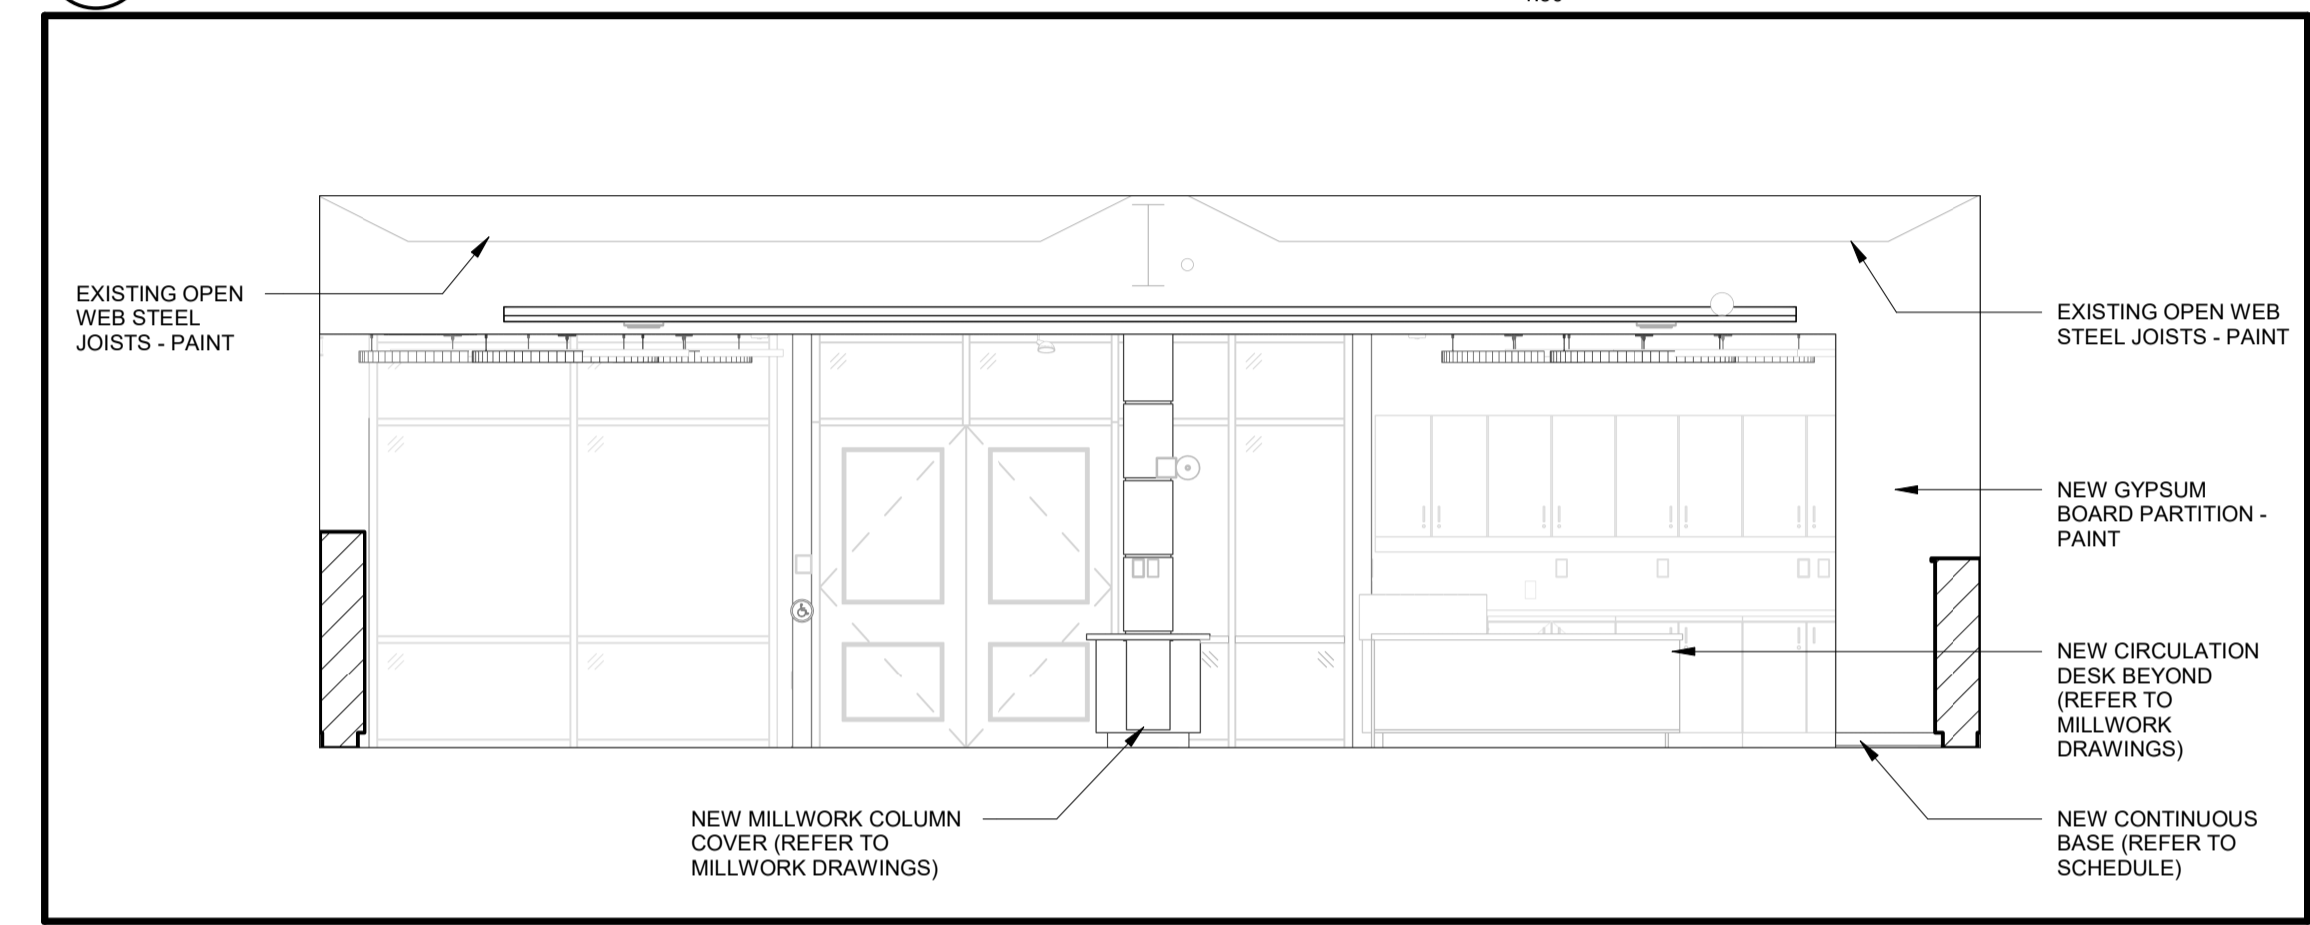 EXISTING OPEN
WEB STEEL
JOISTS - PAINT
EXISTING OPEN WEB
STEEL JOISTS - PAINT
NEW GYPSUM
BOARD PARTITION -
PAINT
NEW CIRCULATION
DESK BEYOND
(REFER TO
MILLWORK
DRAWINGS)
NEW MILLWORK COLUMN
COVER (REFER TO
MILLWORK DRAWINGS)
NEW CONTINUOUS
BASE (REFER TO
SCHEDULE)